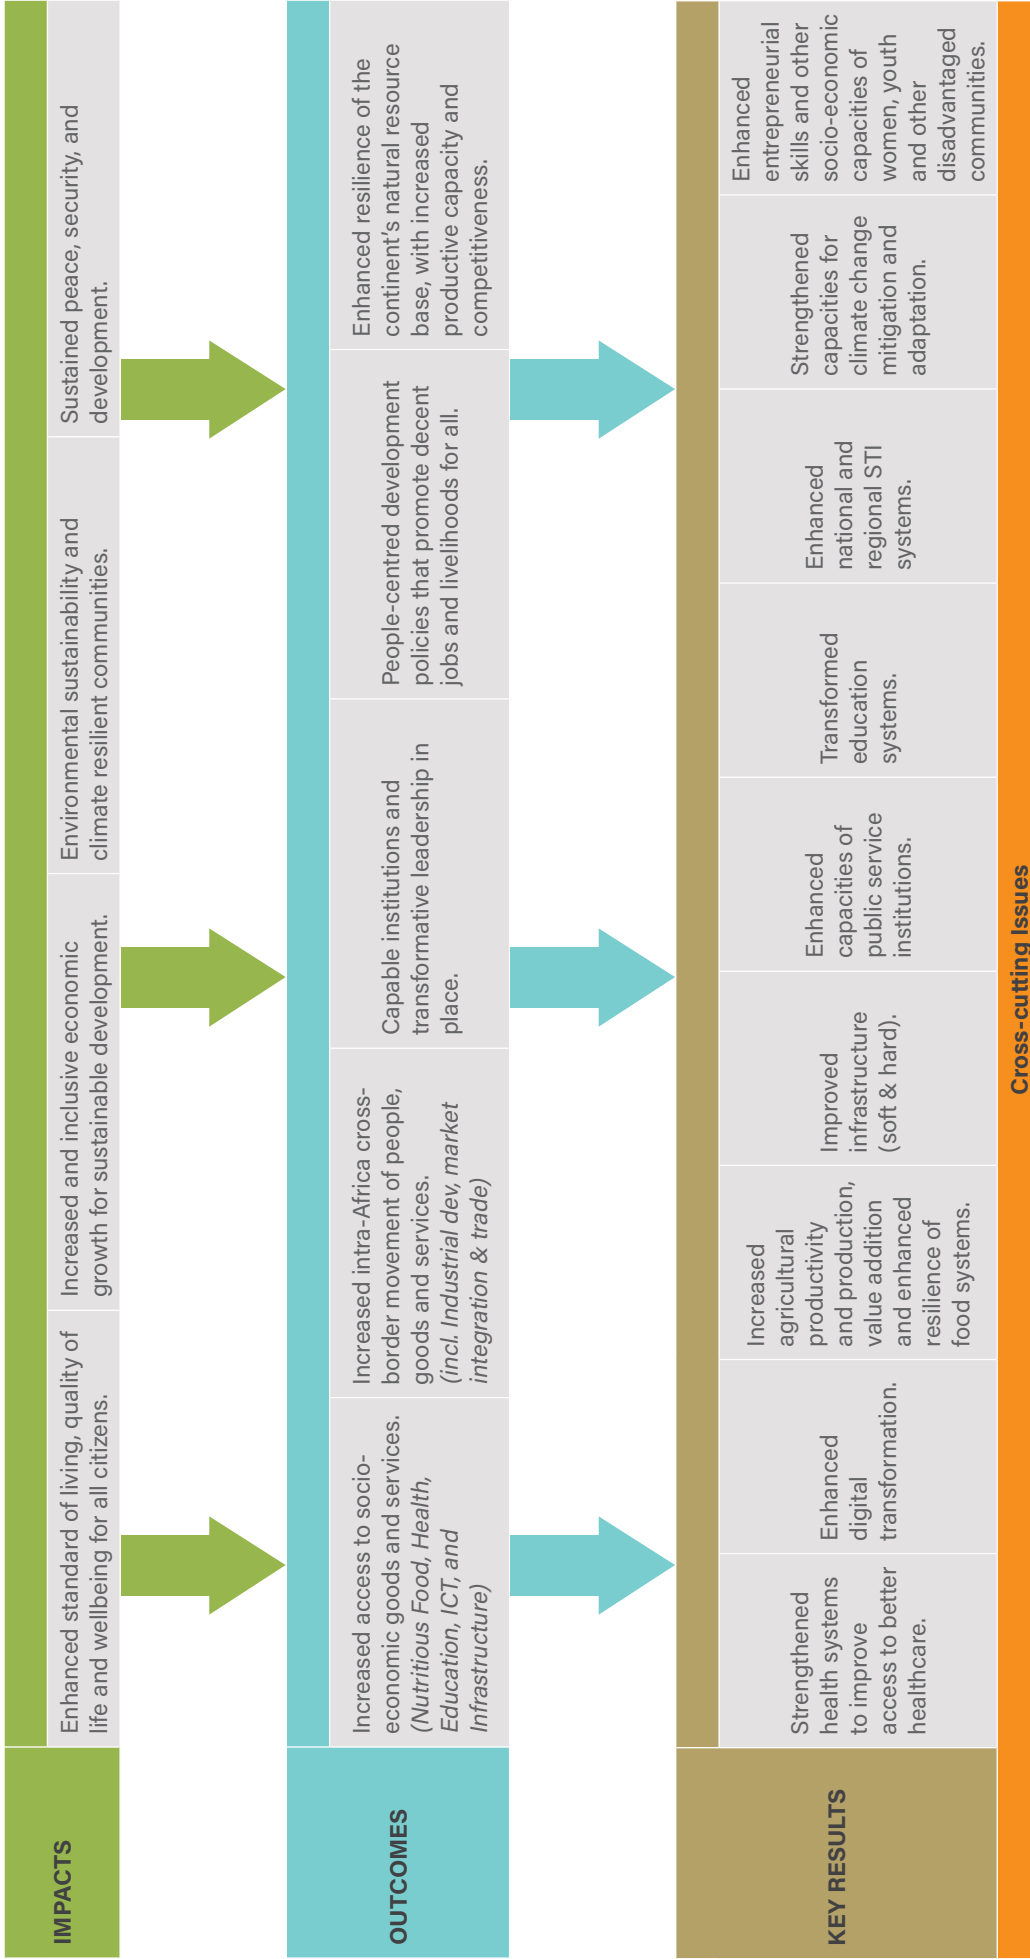 IMPACTS
Enhanced standard of living, quality of
life and wellbeing for all citizens.
Increased and inclusive economic
growth for sustainable development.
Environmental sustainability and
climate resilient communities.
Sustained peace, security, and
development.
OUTCOMES
Increased access to socio-
economic goods and services.
(Nutritious Food, Health,
Education, ICT, and
Infrastructure)
Increased intra-Africa cross-
border movement of people,
goods and services.
(incl. Industrial dev, market
integration & trade)
Capable institutions and
transformative leadership in
place.
People-centred development
policies that promote decent
jobs and livelihoods for all.
Enhanced resilience of the
continent's natural resource
base, with increased
productive capacity and
competitiveness.
KEY RESULTS
Strengthened
health systems
to improve
access to better
healthcare.
Enhanced
digital
transformation.
Increased
agricultural
productivity
and production,
value addition
and enhanced
resilience of
food systems.
Improved
infrastructure
(soft & hard).
Enhanced
capacities of
public service
institutions.
Transformed
education
systems.
Enhanced
national and
regional STI
systems.
Strengthened
capacities for
climate change
mitigation and
adaptation.
Enhanced
entrepreneurial
skills and other
socio-economic
capacities of
women, youth
and other
disadvantaged
communities.
Cross-cutting Issues